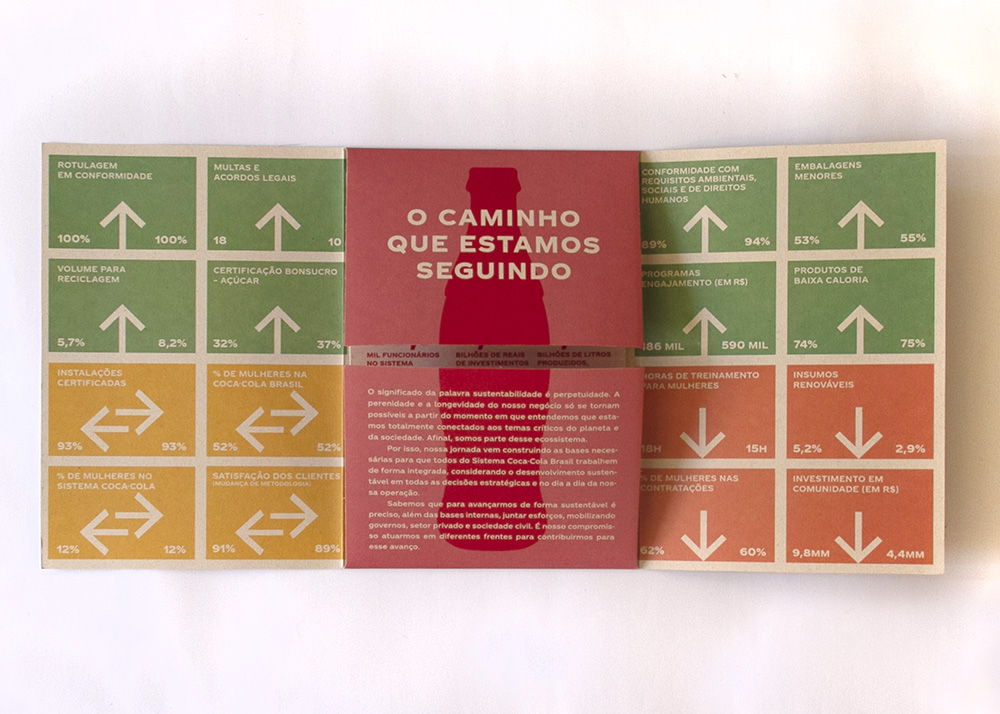 ROTULAGEM
EM CONFORMIDADE
100% 100%
MULTAS E
ACORDOS LEGAIS
18 10
VOLUME PARA
RECICLAGEM
5,7% 8,2%
CERTIFICAÇÃO BONSUCRO
– AÇÚCAR
32% 37%
INSTALAÇÕES
CERTIFICADAS
93% 93%
% DE MULHERES NA
COCA-COLA BRASIL
52% 52%
% DE MULHERES NO
SISTEMA COCA-COLA
12% 12%
SATISFAÇÃO DOS CLIENTES
(MUDANÇA DE METODOLOGIA)
91% 89%
O CAMINHO
QUE ESTAMOS
SEGUINDO
MIL FUNCIONÁRIOS
NO SISTEMA
BILHÕES DE REAIS
DE INVESTIMENTOS
BILHÕES DE LITROS
PRODUZIDOS,
O significado da palavra sustentabilidade é perpetuidade. A
perenidade e a longevidade do nosso negócio só se tornam
possíveis a partir do momento em que entendemos que esta-
mos totalmente conectados aos temas críticos do planeta e
da sociedade. Afinal, somos parte desse ecossistema.
Por isso, nossa jornada vem construindo as bases neces-
sárias para que todos do Sistema Coca-Cola Brasil trabalhem
de forma integrada, considerando o desenvolvimento susten-
tável em todas as decisões estratégicas e no dia a dia da nos-
sa operação.
Sabemos que para avançarmos de forma sustentável é
preciso, além das bases internas, juntar esforços, mobilizando
governos, setor privado e sociedade civil. É nosso compromis-
so atuarmos em diferentes frentes para contribuirmos para
esse avanço.
CONFORMIDADE COM
REQUISITOS AMBIENTAIS,
SOCIAIS E DE DIREITOS
HUMANOS
89% 94%
EMBALAGENS
MENORES
53% 55%
PROGRAMAS
ENGAJAMENTO (EM R$)
86 MIL 590 MIL
PRODUTOS DE
BAIXA CALORIA
74% 75%
HORAS DE TREINAMENTO
PARA MULHERES
18H 15H
INSUMOS
RENOVÁVEIS
5,2% 2,9%
% DE MULHERES NAS
CONTRATAÇÕES
62% 60%
INVESTIMENTO EM
COMUNIDADE (EM R$)
9,8MM 4,4MM